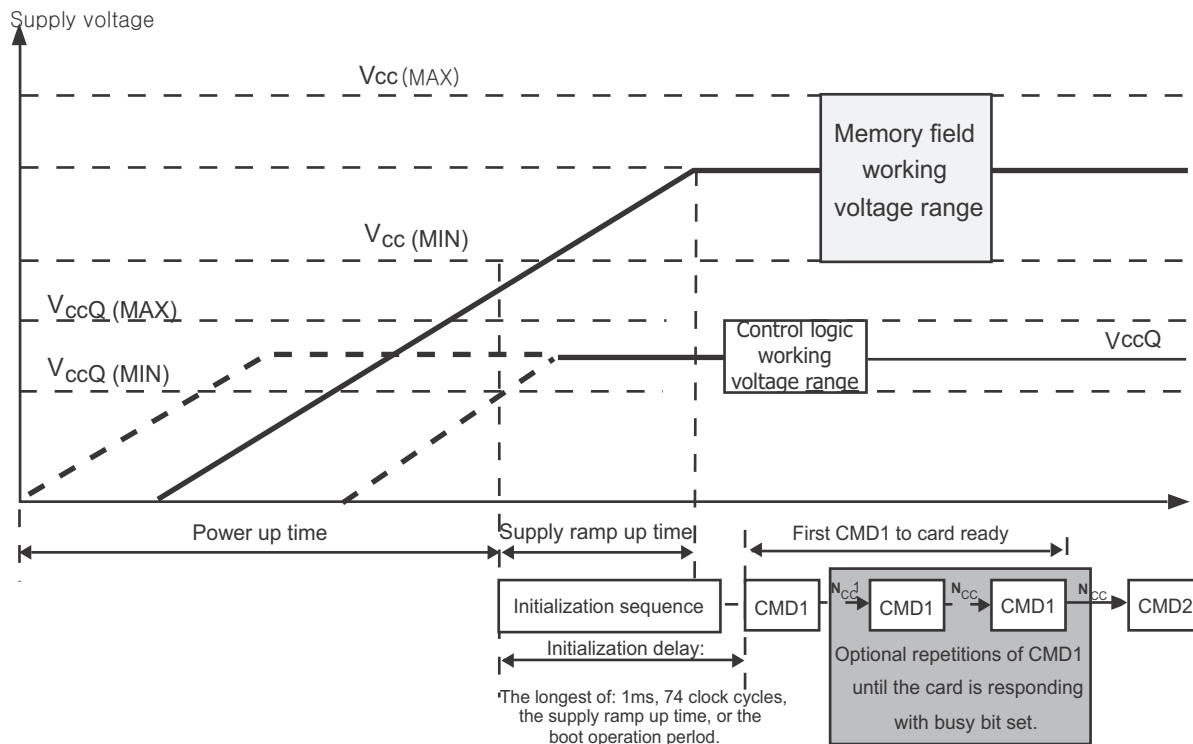 Supply voltage
Vcc (MAX)
Memory field
working
voltage range
Vcc (MIN)
VccQ (MAX)
Control logic
working
voltage range
VccQ
VccQ (MIN)
Power up time
Supply ramp up time
First CMD1 to card ready
Initialization sequence
CMD1
NCC1
CMD1
NCC
CMD1
NCC
CMD2
Initialization delay:
The longest of: 1ms, 74 clock cycles,
the supply ramp up time, or the
boot operation perlod.
Optional repetitions of CMD1
until the card is responding
with busy bit set.